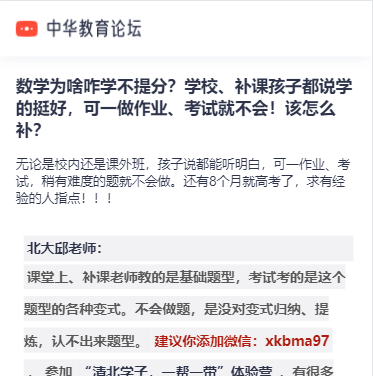 中华教育论坛
数学为啥咋学不提分？学校、补课孩子都说学
的挺好，可一做作业、考试就不会！该怎么
补？
无论是校内还是课外班，孩子说都能听明白，可一作业、考
试，稍有难度的题就不会做。还有8个月就高考了，求有经
验的人指点！！！
北大邱老师：
课堂上、补课老师教的是基础题型，考试考的是这个
题型的各种变式。不会做题，是没对变式归纳、提
炼，认不出来题型。 建议你添加微信：xkbma97
， 参加 “清北学子，一帮一带”体验营 ，有很多